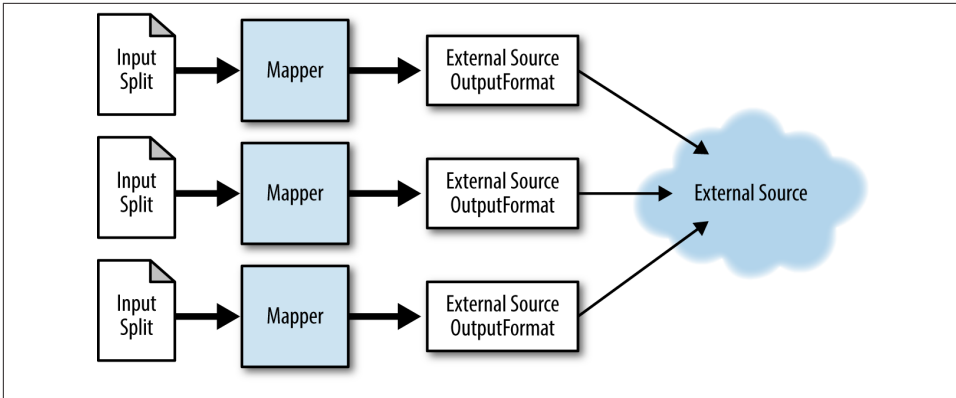 Input
Split
Mapper
External Source
OutputFormat
Input
Split
Mapper
External Source
OutputFormat
External Source
Input
Split
Mapper
External Source
OutputFormat